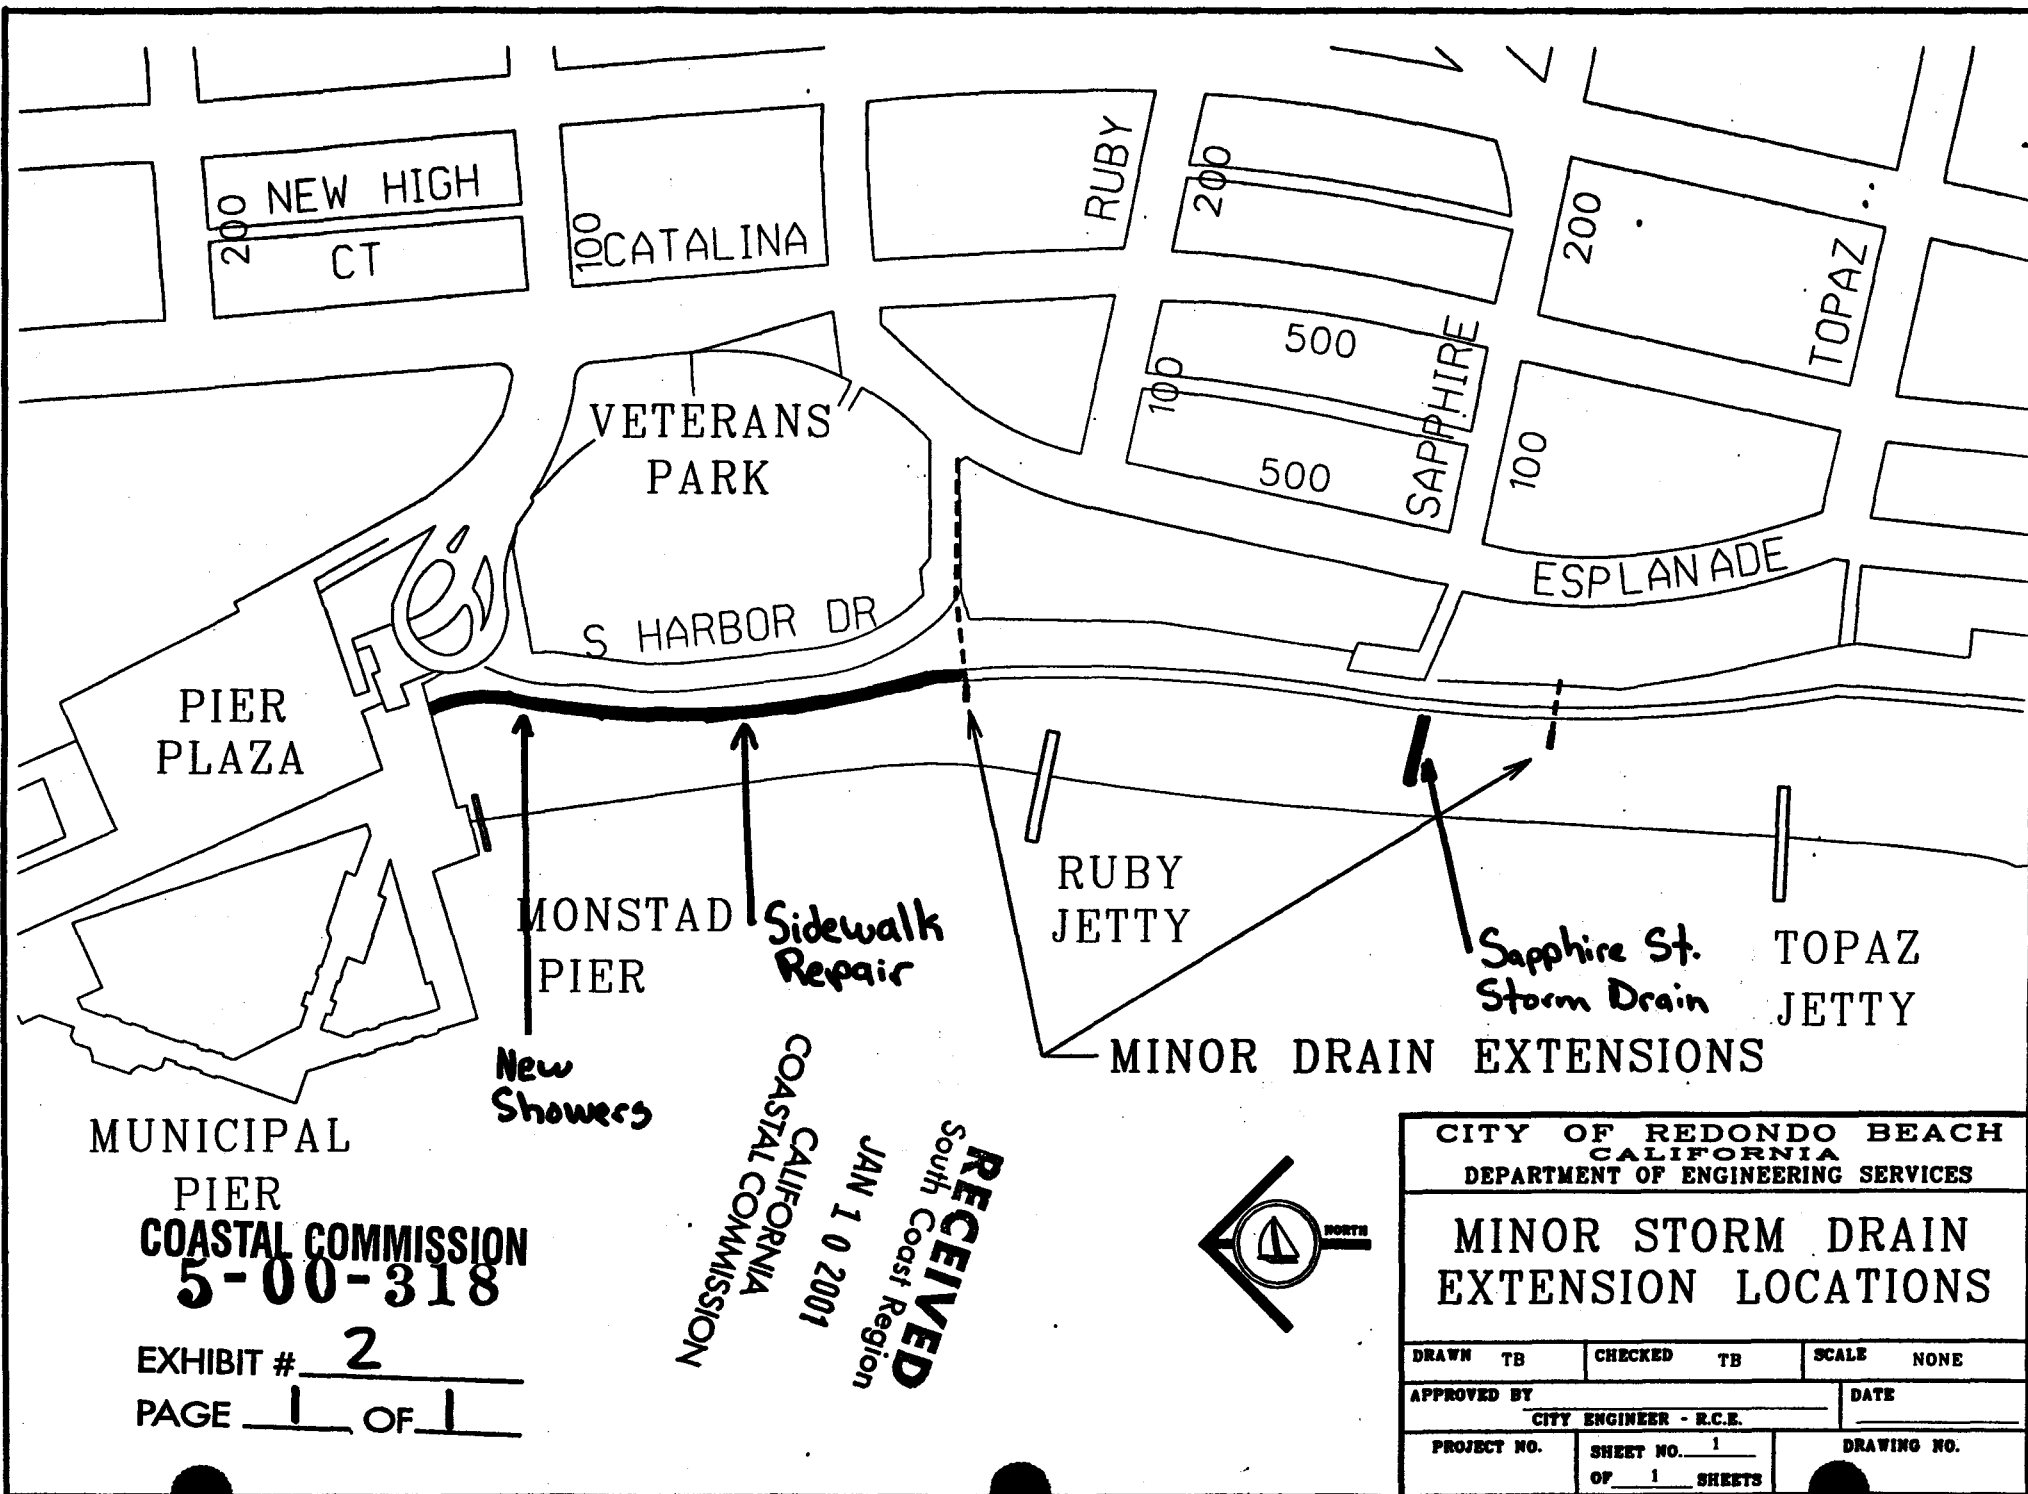 NEW HIGH
CT
200
100
CATALINA
RUBY
200
200
TOPAZ
500
100
SAPPHIRE
500
100
VETERANS
PARK
ESPLANADE
S HARBOR DR
PIER
PLAZA
MONSTAD
PIER
Sidewalk
Repair
RUBY
JETTY
Sapphire St.
Storm Drain
TOPAZ
JETTY
New
Showers
MINOR DRAIN EXTENSIONS
MUNICIPAL
PIER
COASTAL COMMISSION
5-00-318
EXHIBIT # 2
PAGE 1 OF 1
RECEIVED
South Coast Region
JAN 10 2001
CALIFORNIA
COASTAL COMMISSION
NORTH
CITY OF REDONDO BEACH
CALIFORNIA
DEPARTMENT OF ENGINEERING SERVICES
MINOR STORM DRAIN
EXTENSION LOCATIONS
DRAWN TB
CHECKED TB
SCALE NONE
APPROVED BY
CITY ENGINEER - R.C.E.
DATE
PROJECT NO.
SHEET NO. 1
OF 1 SHEETS
DRAWING NO.